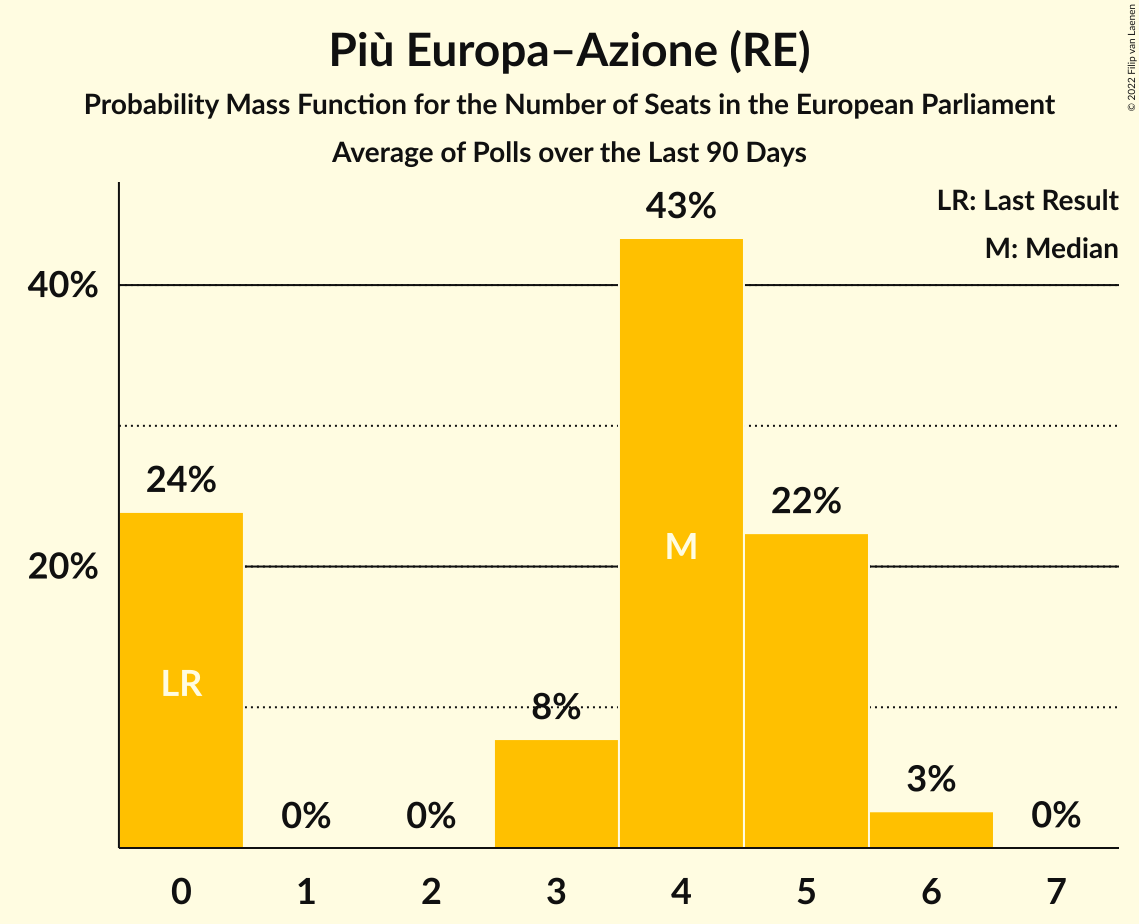 Più Europa–Azione (RE)
Probability Mass Function for the Number of Seats in the European Parliament
Average of Polls over the Last 90 Days
© 2022 Filip van Laenen
LR: Last Result
M: Median
43%
40%
24%
22%
M
20%
LR
8%
3%
0%
0%
0%
0 1 2 3 4 5 6 7